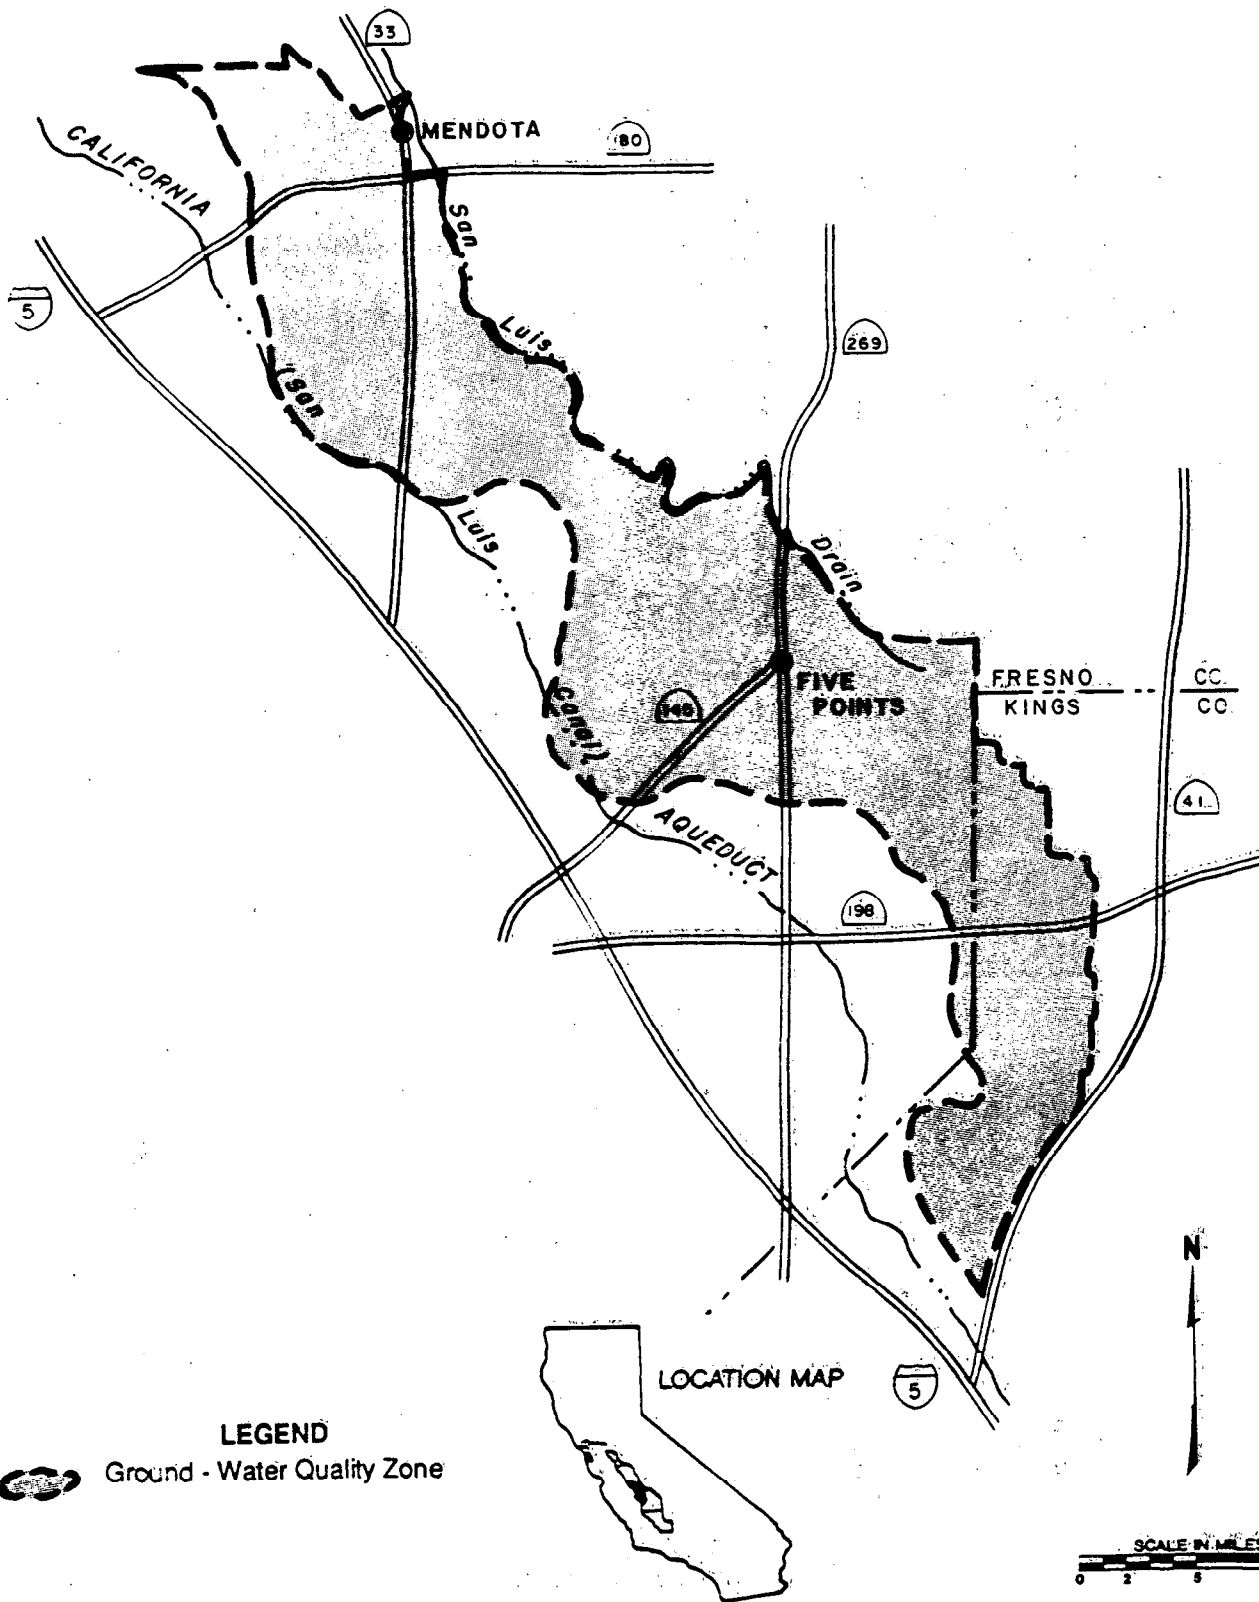 33
MENDOTA
180
CALIFORNIA
San
5
Luis
269
(San
Luis
Drain
FIVE
POINTS
FRESNO CO.
KINGS CO.
Canal)
145
41
AQUEDUCT
198
N
LOCATION MAP
5
LEGEND
Ground - Water Quality Zone
SCALE IN MILES
0 2 5